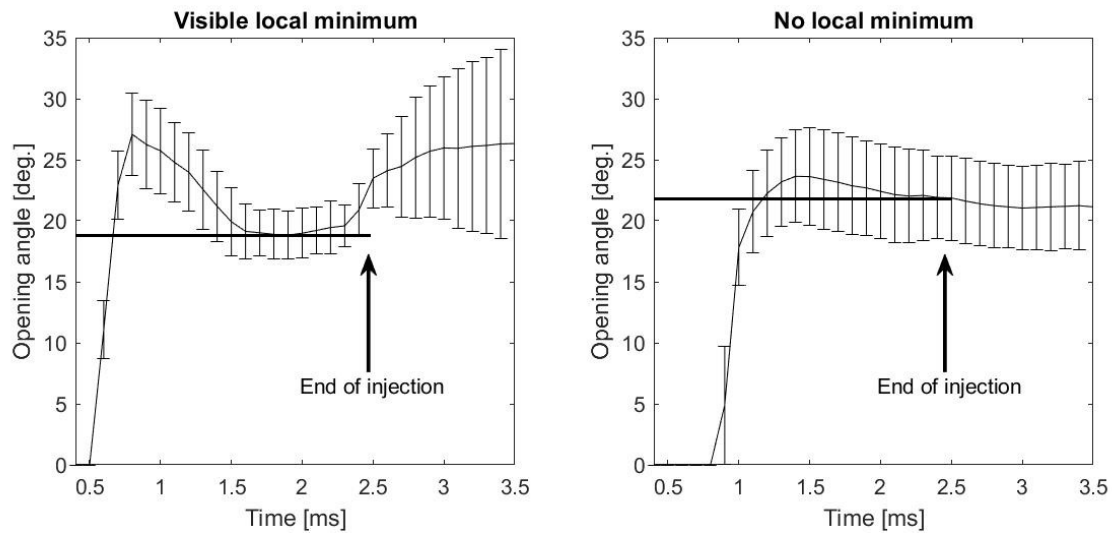 Visible local minimum
35
30
25
20
15
10
5
0
Opening angle [deg.]
End of injection
0.5 1 1.5 2 2.5 3 3.5
Time [ms]
No local minimum
35
30
25
20
15
10
5
0
Opening angle [deg.]
End of injection
0.5 1 1.5 2 2.5 3 3.5
Time [ms]